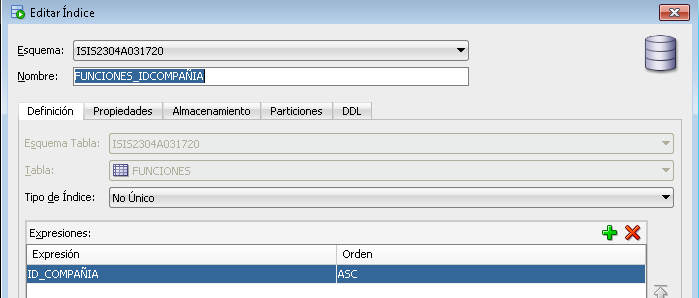 Editar Índice
Esquema: ISIS2304A031720
Nombre: FUNCIONES_IDCOMPAÑIA
Definición Propiedades Almacenamiento Particiones DDL
Esquema Tabla: ISIS2304A031720
Tabla: FUNCIONES
Tipo de Índice: No Único
Expresiones:
Expresión Orden
ID_COMPAÑIA ASC